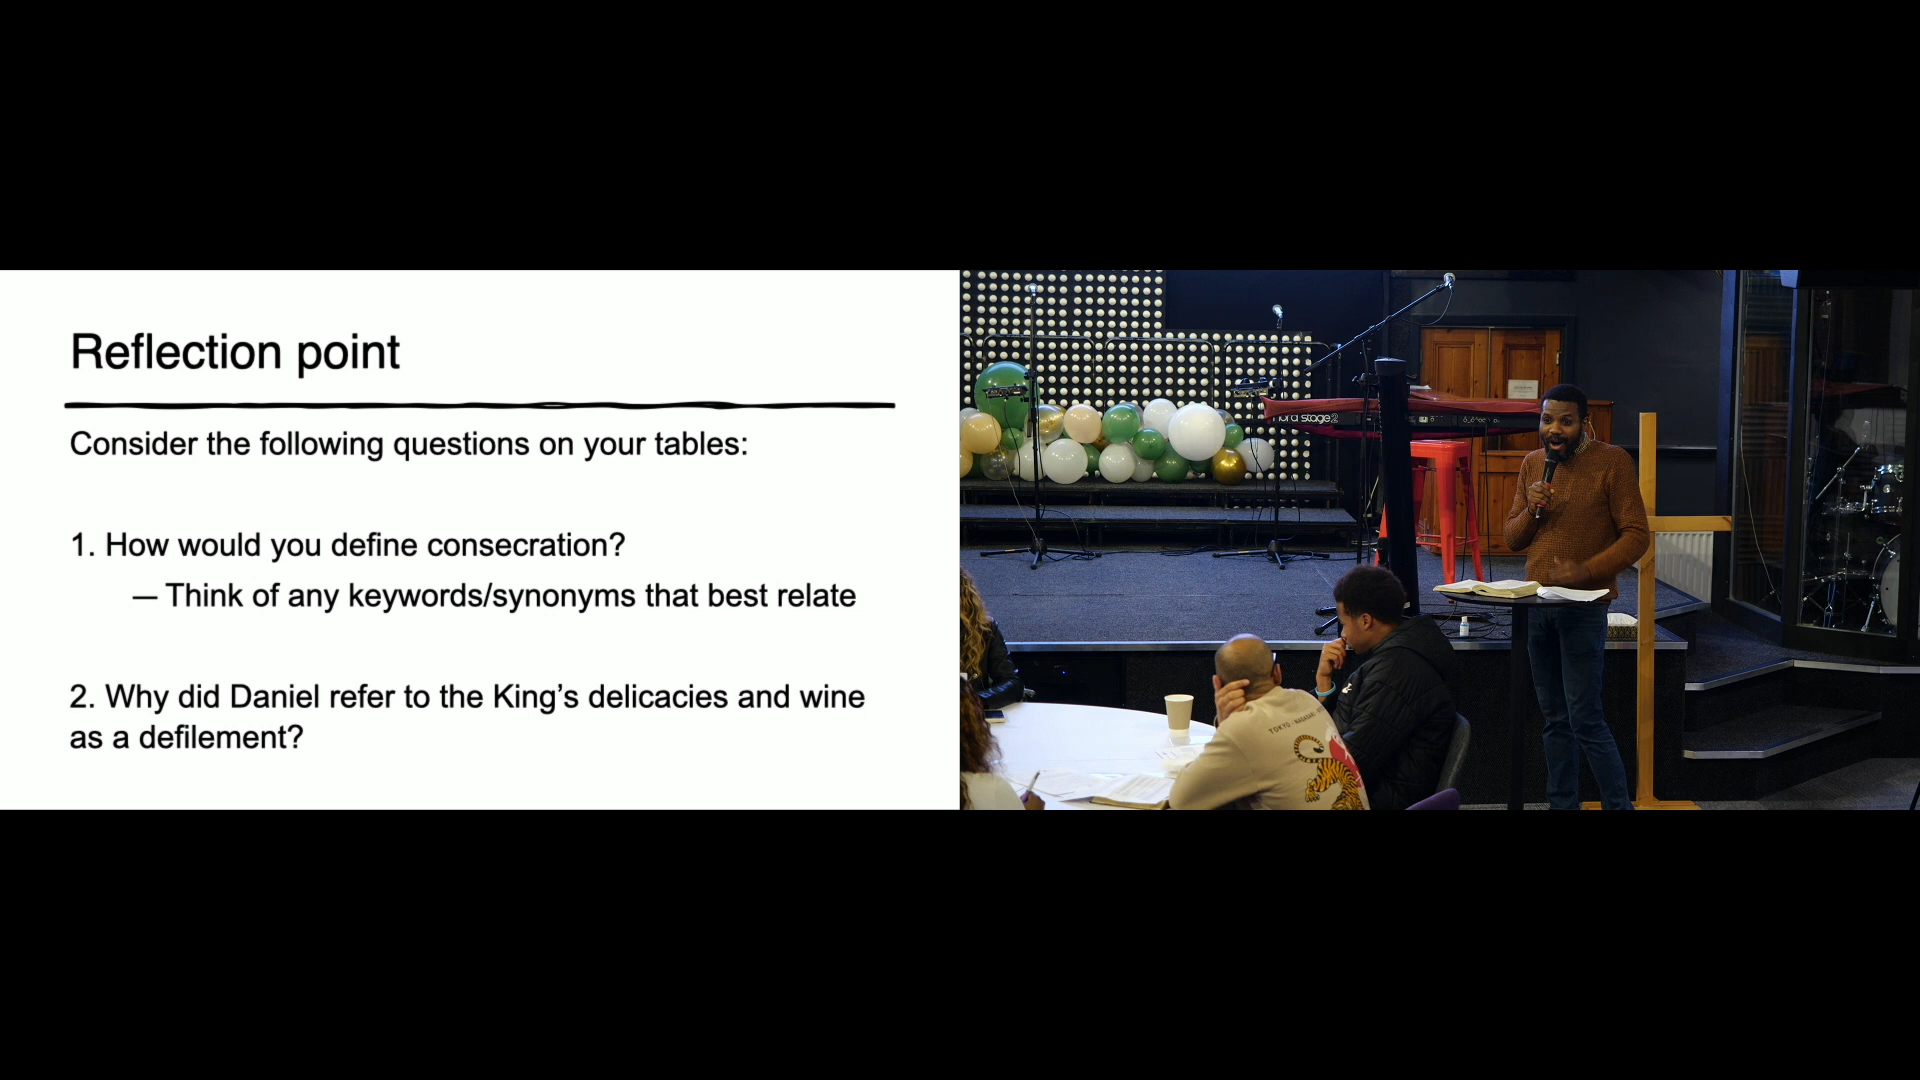 Reflection point
Consider the following questions on your tables:
1. How would you define consecration?
— Think of any keywords/synonyms that best relate
2. Why did Daniel refer to the King’s delicacies and wine
as a defilement?
nord stage 2